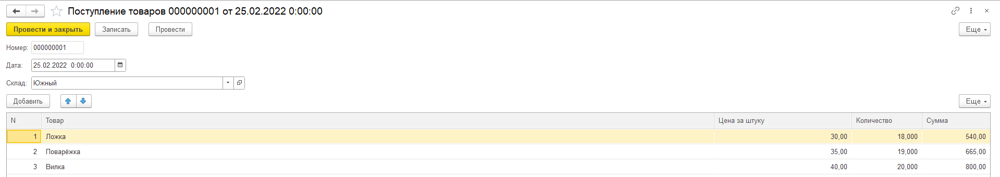 Поступление товаров 000000001 от 25.02.2022 0:00:00
Провести и закрыть Записать Провести Еще
Номер: 000000001
Дата: 25.02.2022 0:00:00
Склад: Южный
Добавить Еще
N Товар Цена за штуку Количество Сумма
1 Ложка 30,00 18,000 540,00
2 Поварёжка 35,00 19,000 665,00
3 Вилка 40,00 20,000 800,00